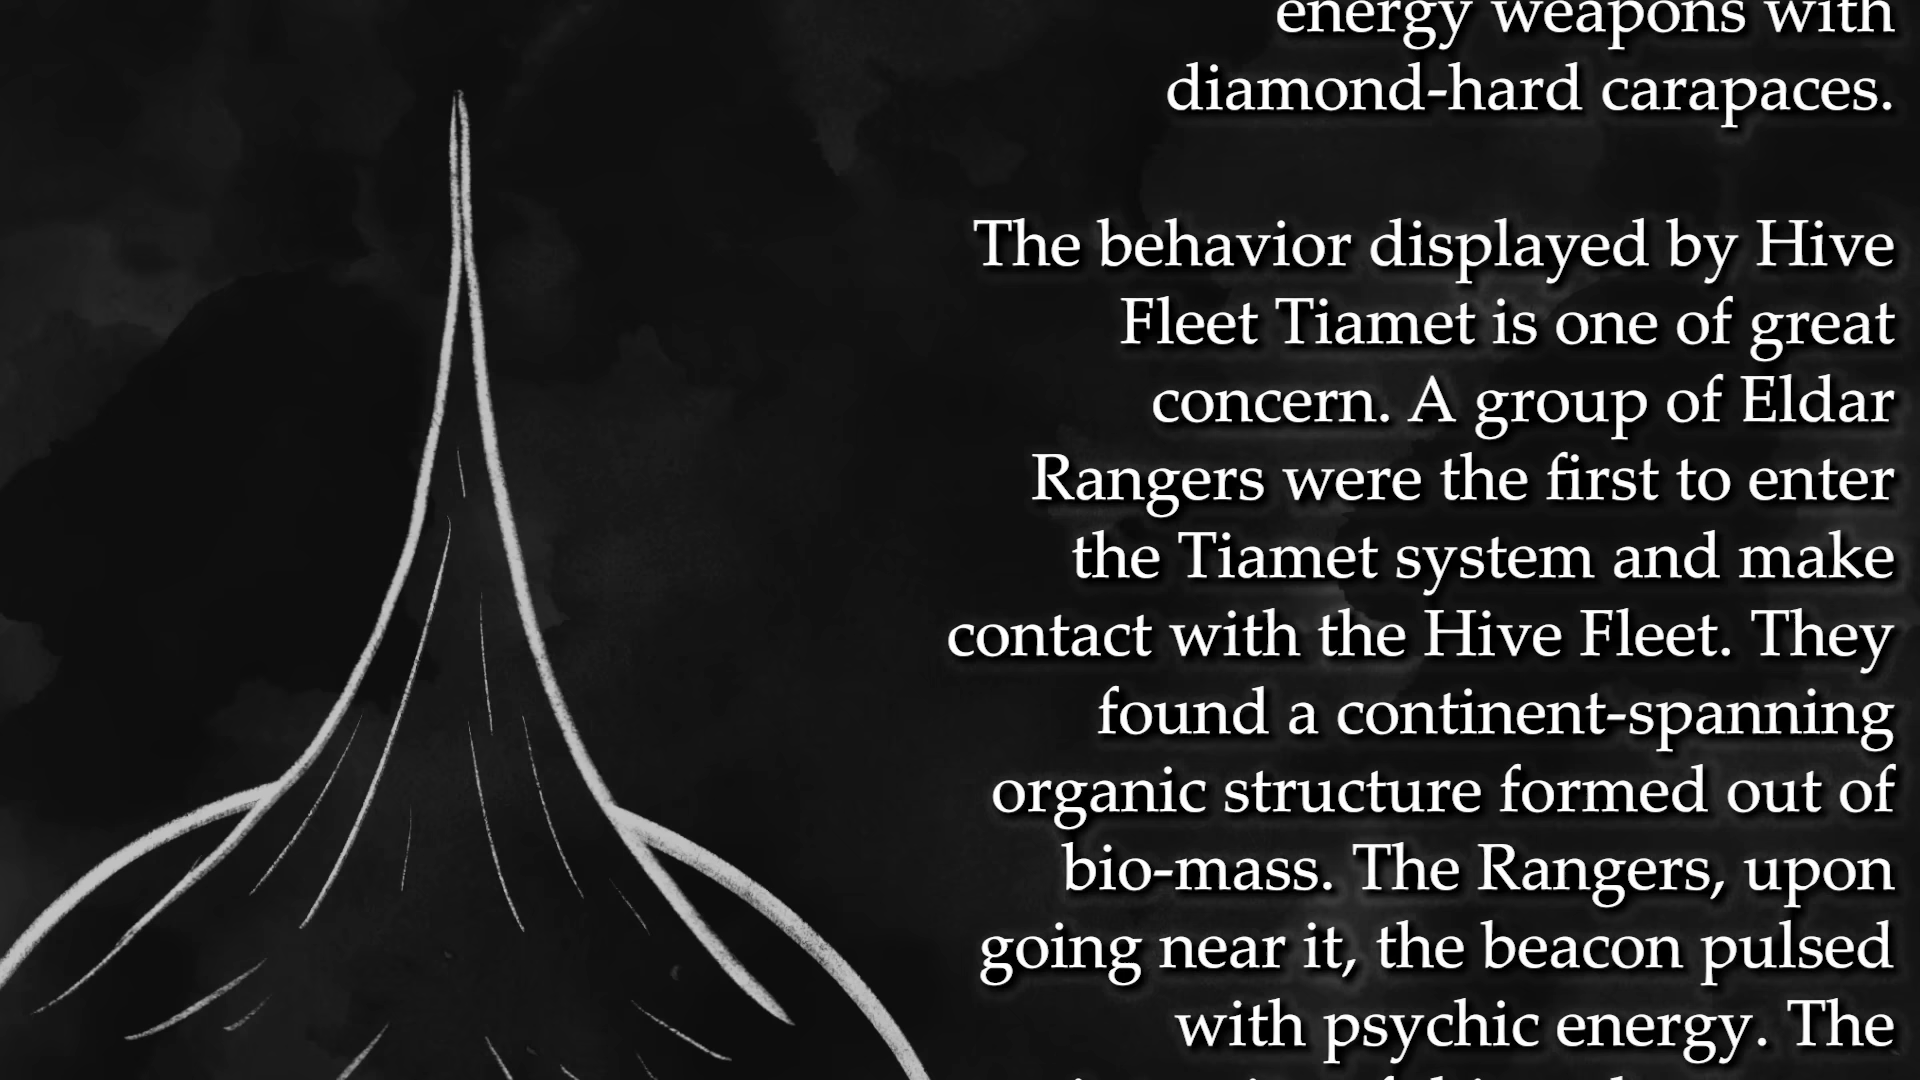 energy weapons with
diamond-hard carapaces.
The behavior displayed by Hive
Fleet Tiamet is one of great
concern. A group of Eldar
Rangers were the first to enter
the Tiamet system and make
contact with the Hive Fleet. They
found a continent-spanning
organic structure formed out of
bio-mass. The Rangers, upon
going near it, the beacon pulsed
with psychic energy. The